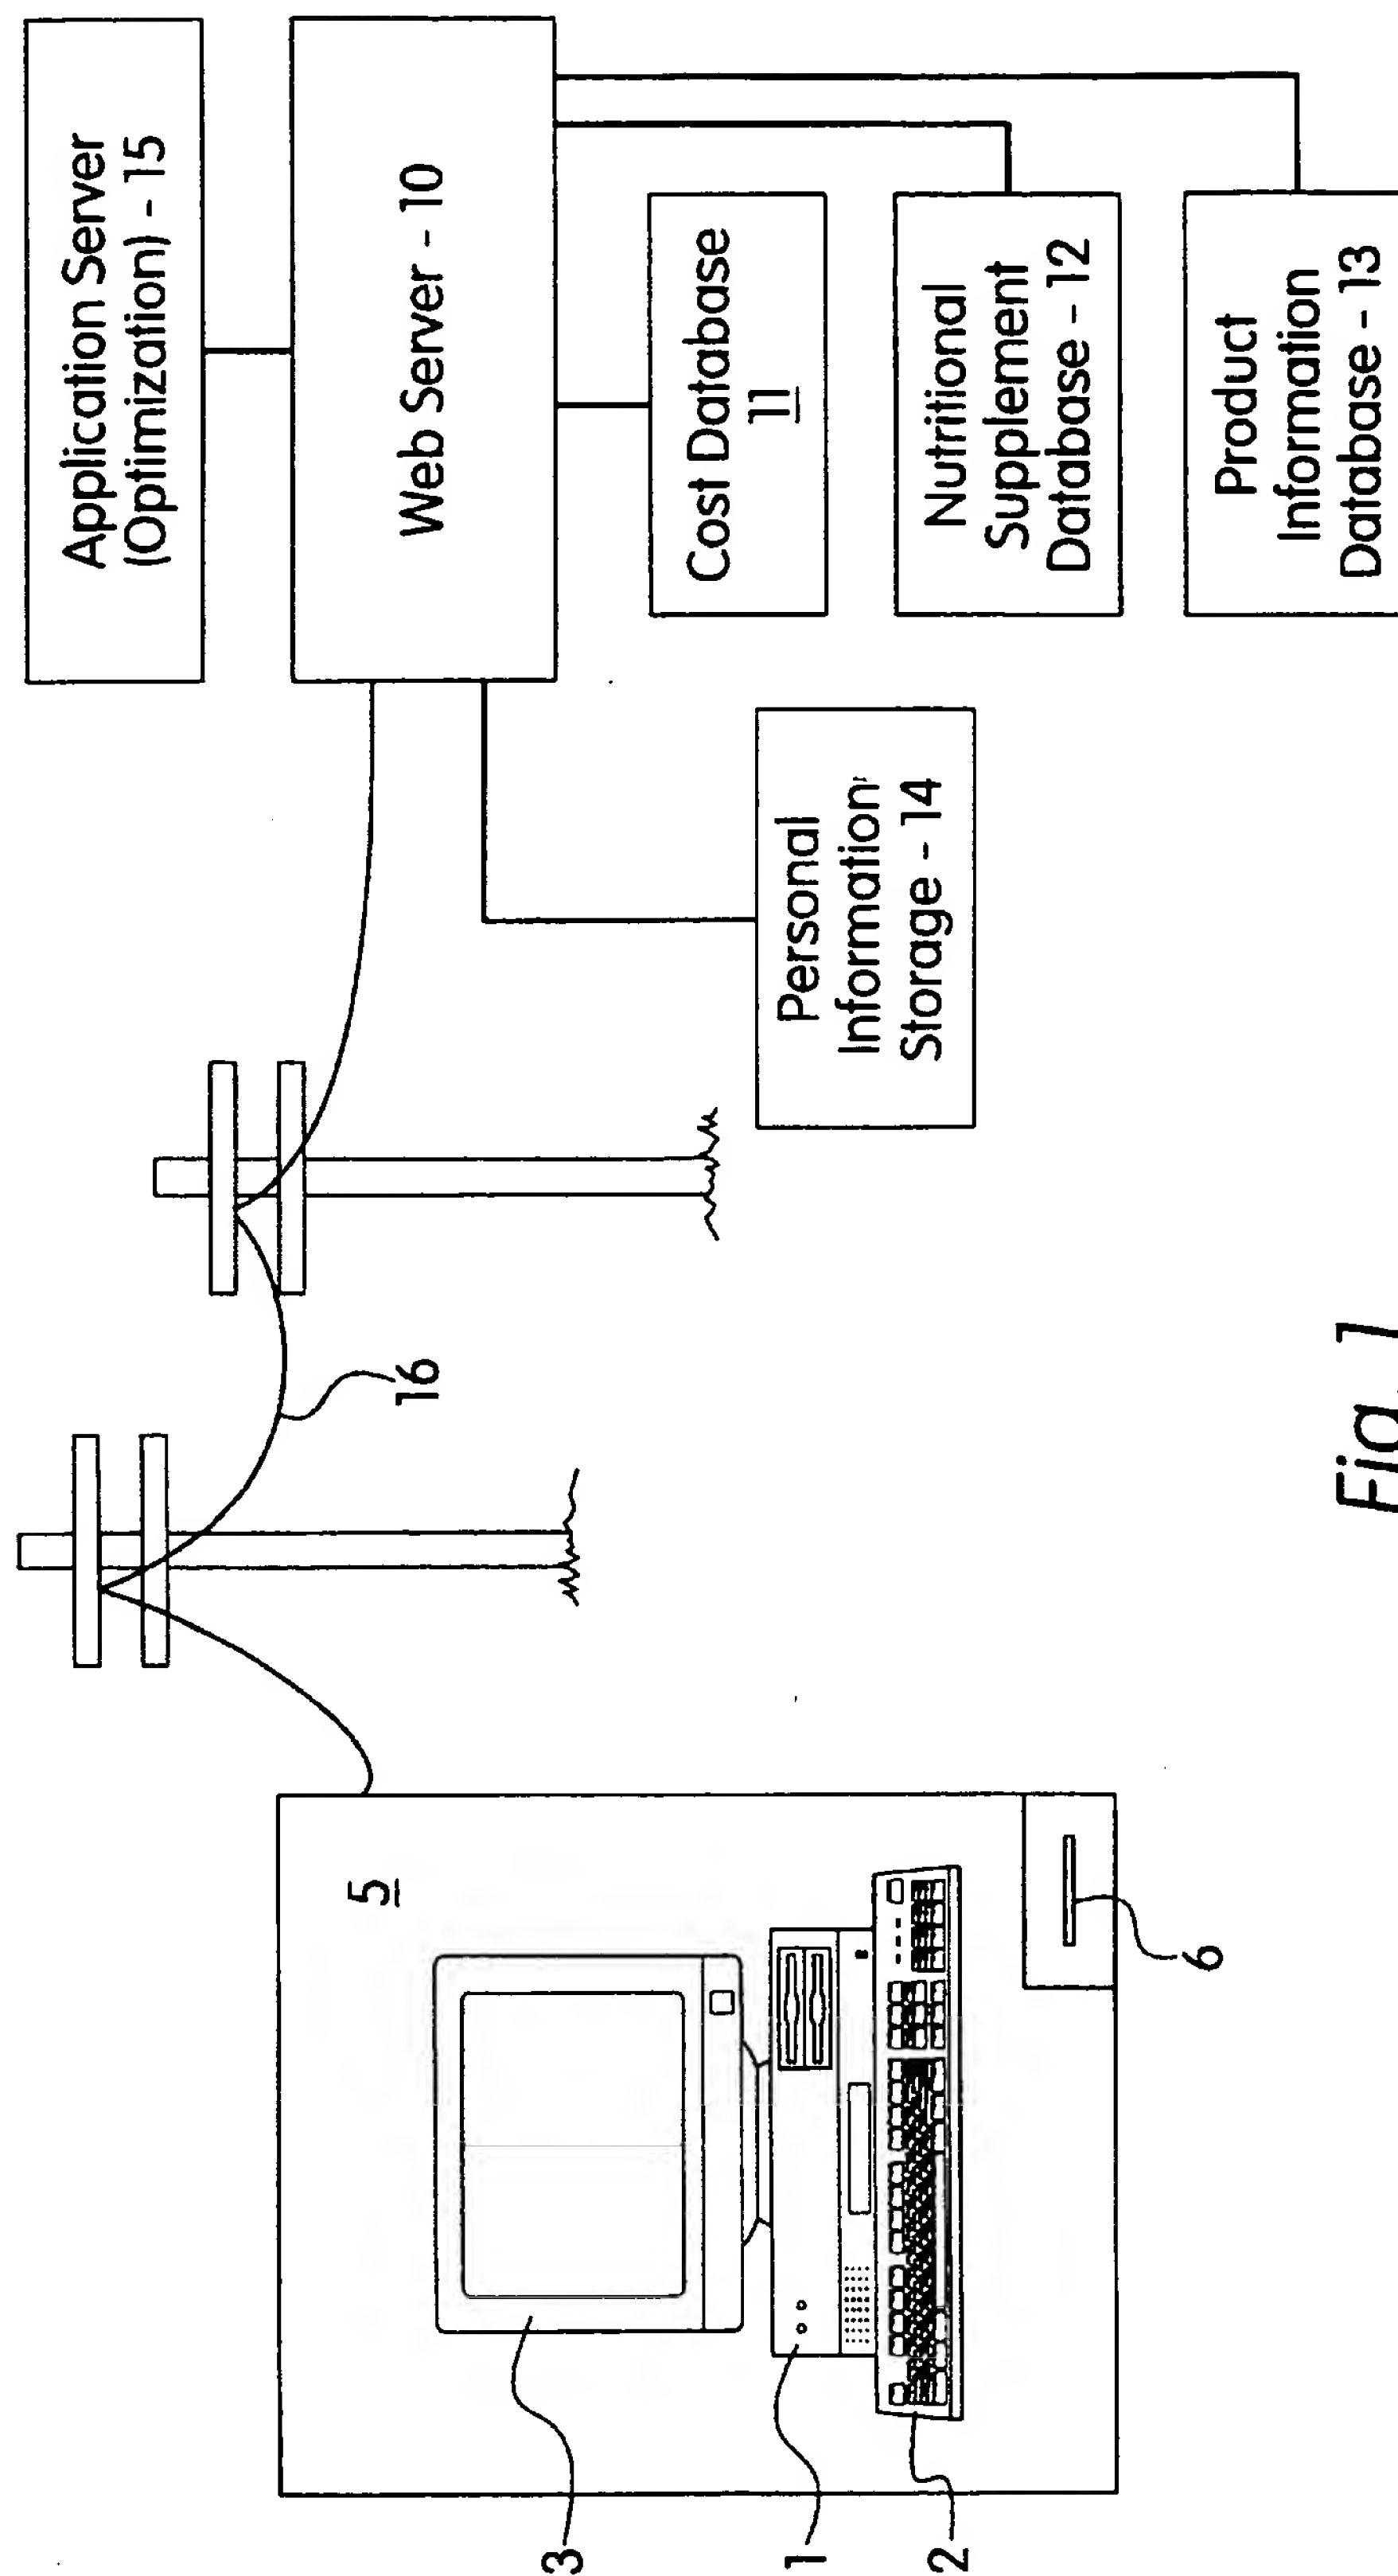 Application Server
(Optimization) - 15
Web Server - 10
Cost Database
11
Nutritional
Supplement
Database - 12
Product
Information
Database - 13
Personal
Information
Storage - 14
16
5
3
1
2
6
Fig. 1